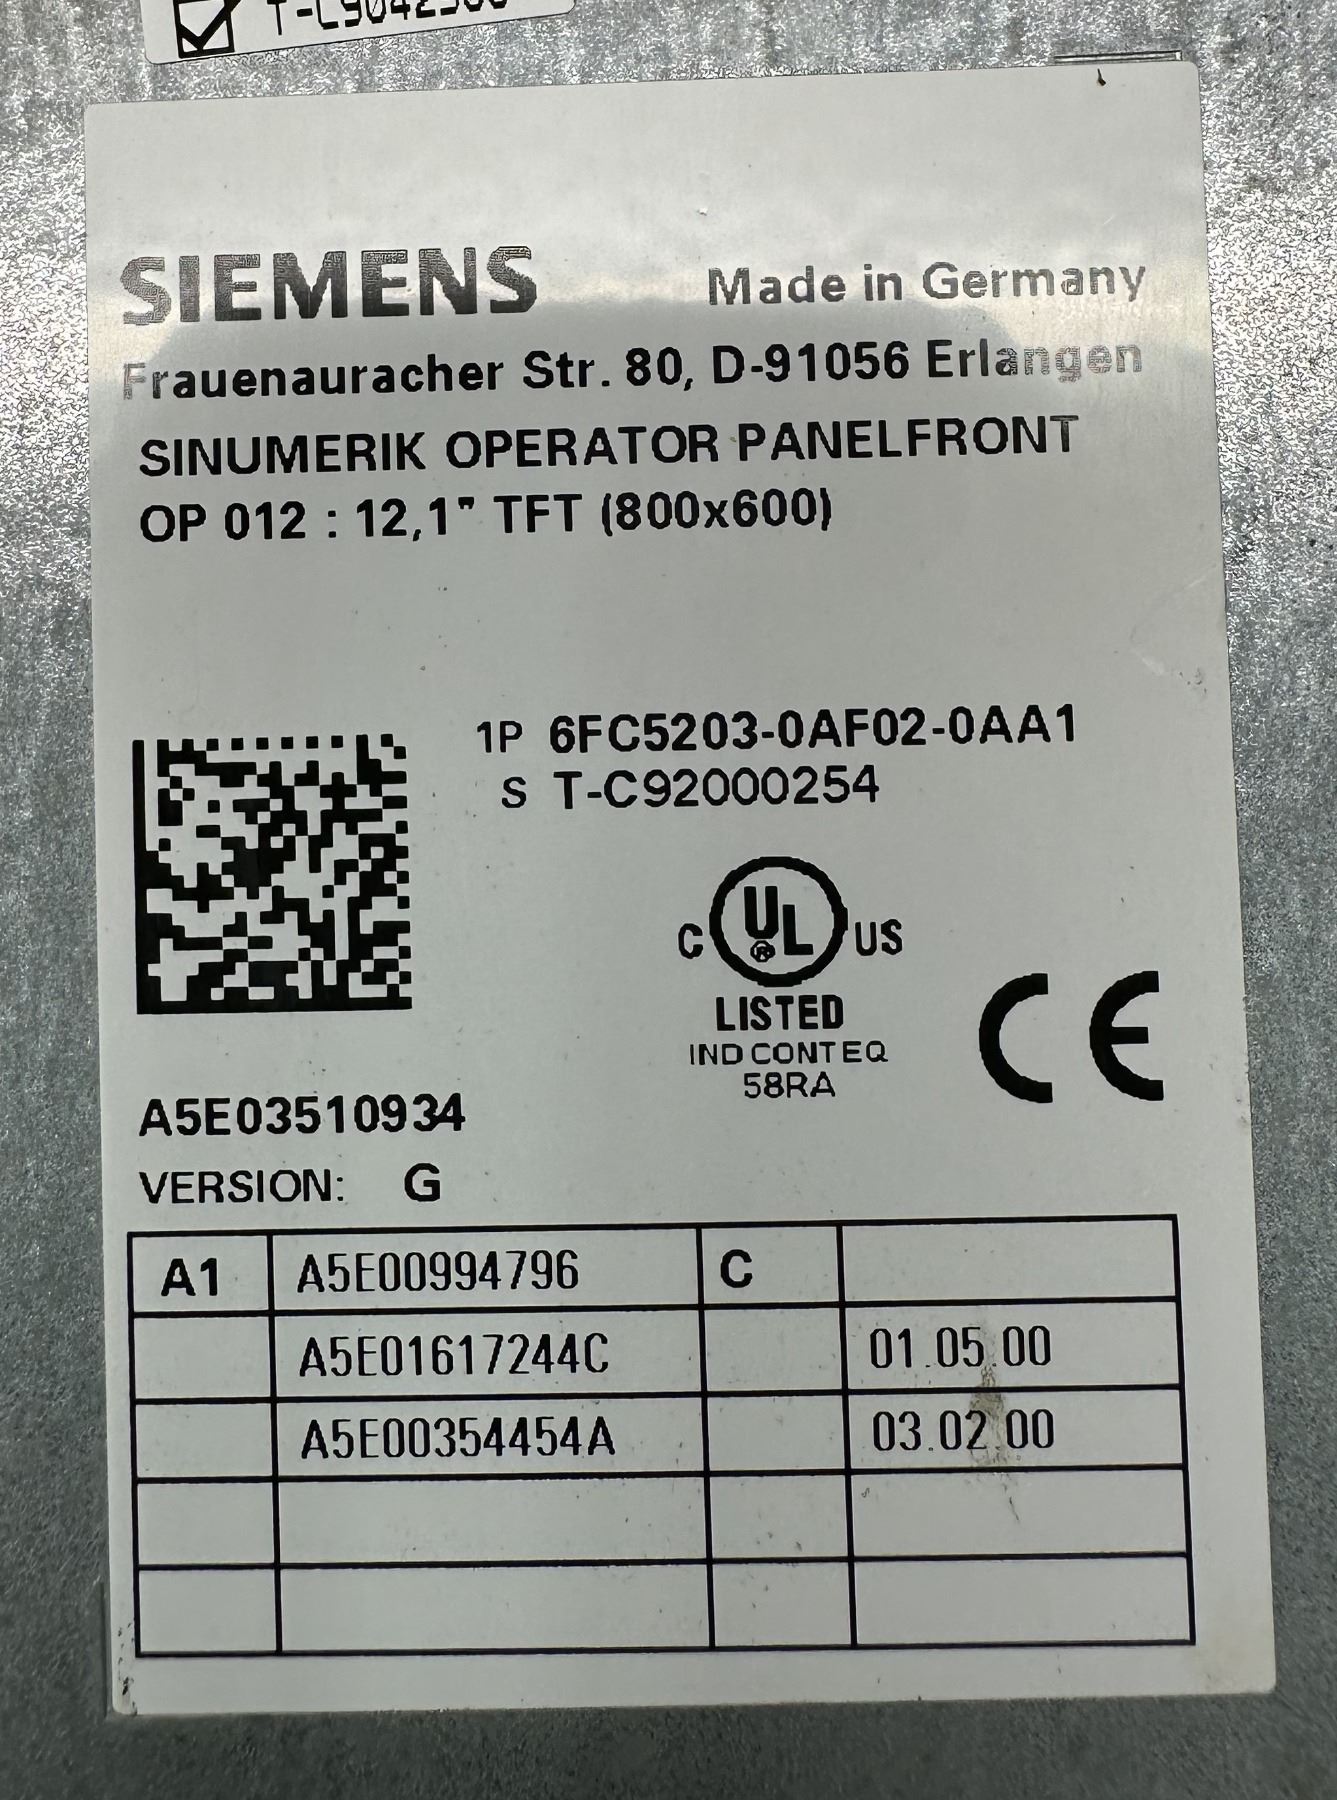 SIEMENS Made in Germany
Frauenauracher Str. 80, D-91056 Erlangen
SINUMERIK OPERATOR PANELFRONT
OP 012 : 12,1" TFT (800x600)
1P 6FC5203-0AF02-0AA1
S T-C92000254
C UL ® US
LISTED
IND CONT EQ
58RA
CE
A5E03510934
VERSION: G
A1 A5E00994796 C
A5E01617244C 01.05.00
A5E00354454A 03.02.00